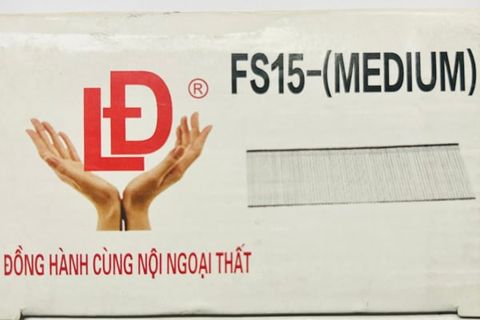 LĐ ®
FS15-(MEDIUM)
ĐỒNG HÀNH CÙNG NỘI NGOẠI THẤT